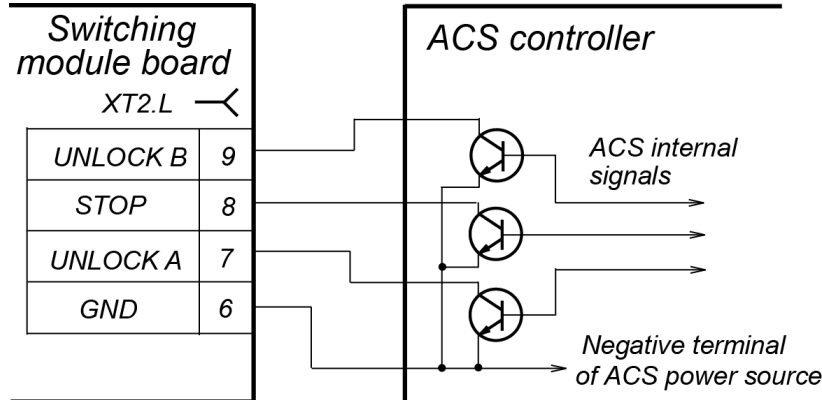 Switching
module board
XT2.L
UNLOCK B 9
STOP 8
UNLOCK A 7
GND 6
ACS controller
ACS internal
signals
Negative terminal
of ACS power source